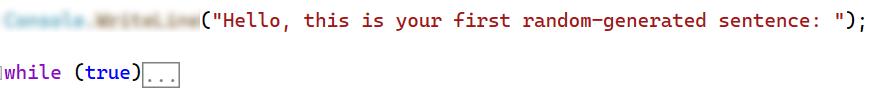 ("Hello, this is your first random-generated sentence: ");
while (true)...